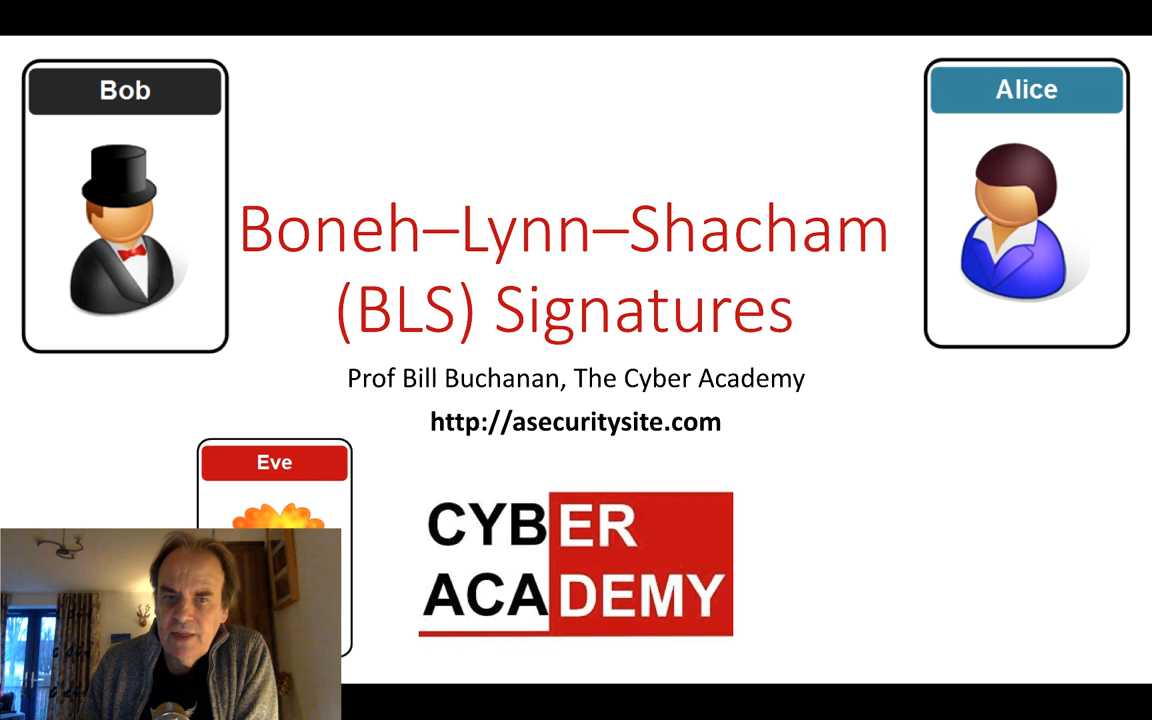 Bob
Alice
Boneh–Lynn–Shacham
(BLS) Signatures
Prof Bill Buchanan, The Cyber Academy
http://asecuritysite.com
Eve
CYBER
ACADEMY